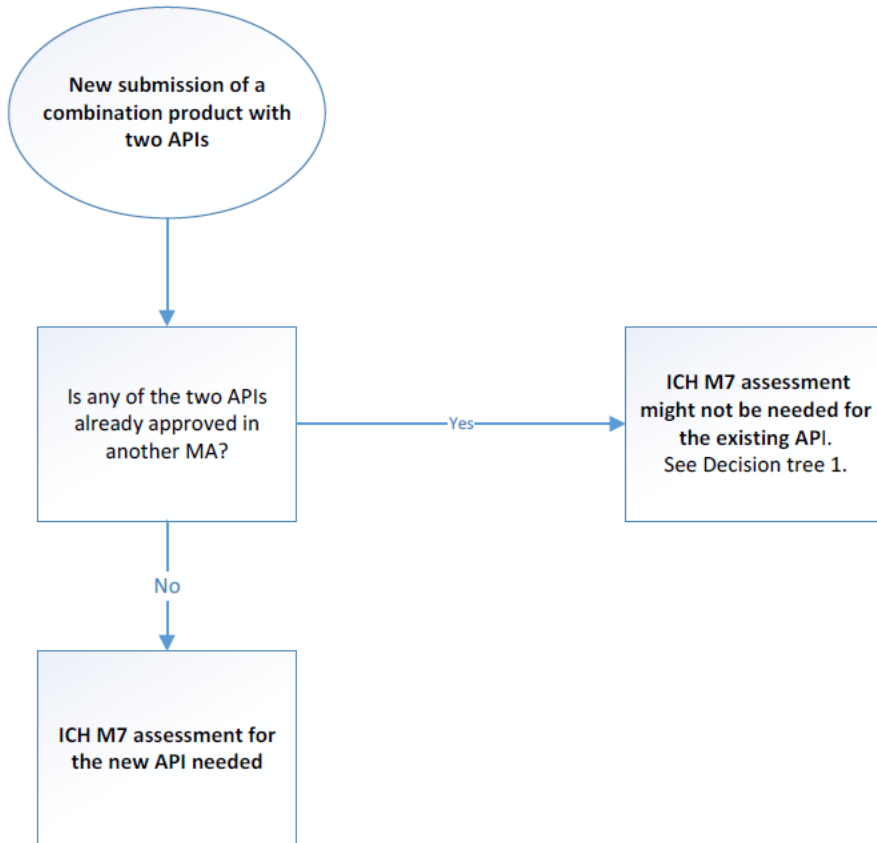 New submission of a
combination product with
two APIs
Is any of the two APIs
already approved in
another MA?
Yes
ICH M7 assessment
might not be needed for
the existing API.
See Decision tree 1.
No
ICH M7 assessment for
the new API needed